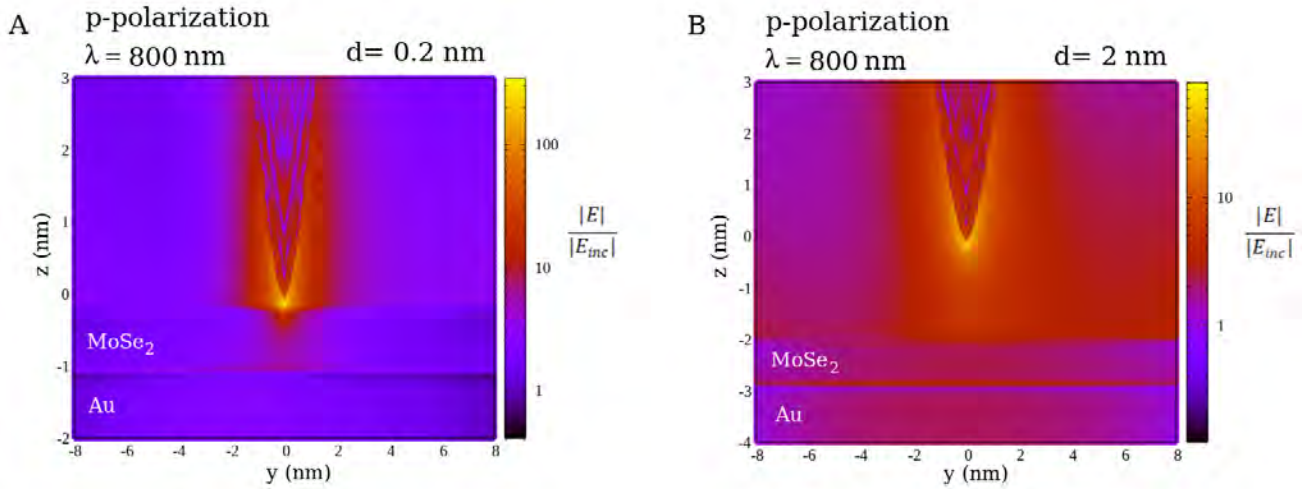 A
p-polarization
λ = 800 nm d= 0.2 nm
3
2
1
0
-1
-2
z (nm)
MoSe₂
Au
-8 -6 -4 -2 0 2 4 6 8
y (nm)
100
10
1
|E|
|E_inc|
B
p-polarization
λ = 800 nm d= 2 nm
3
2
1
0
-1
-2
-3
-4
z (nm)
MoSe₂
Au
-8 -6 -4 -2 0 2 4 6 8
y (nm)
10
1
|E|
|E_inc|